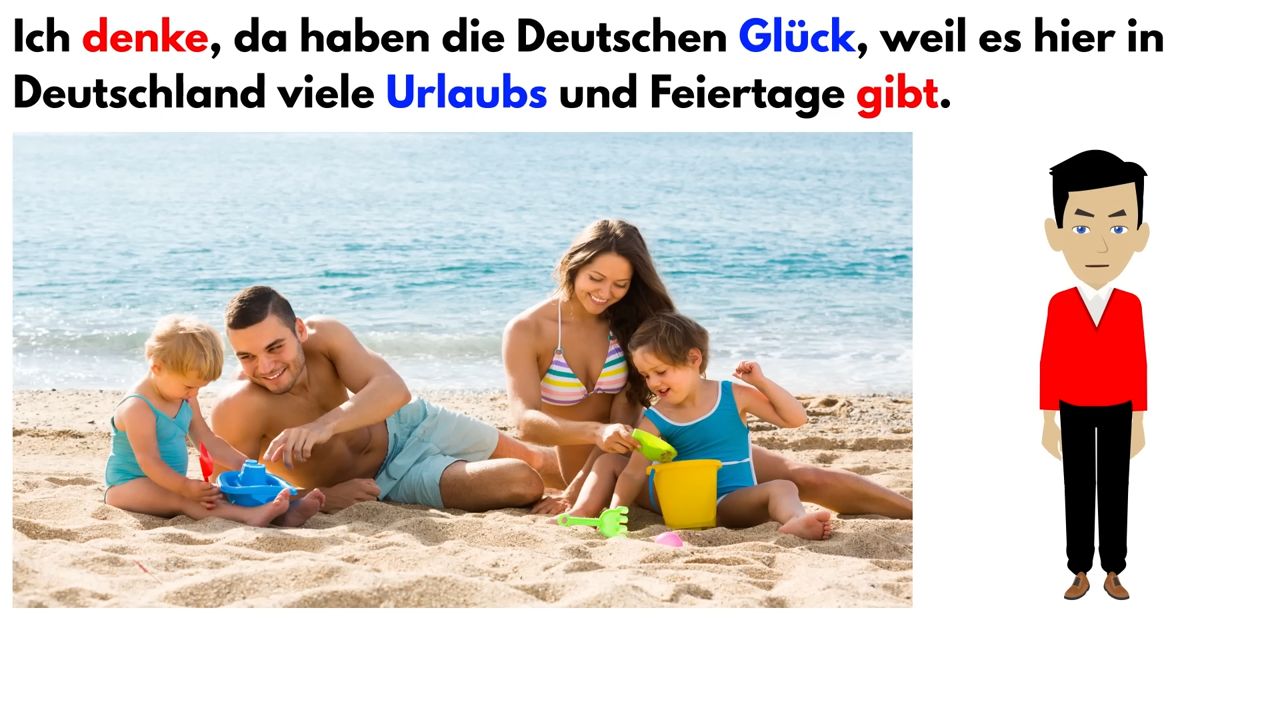 Ich denke, da haben die Deutschen Glück, weil es hier in
Deutschland viele Urlaubs und Feiertage gibt.